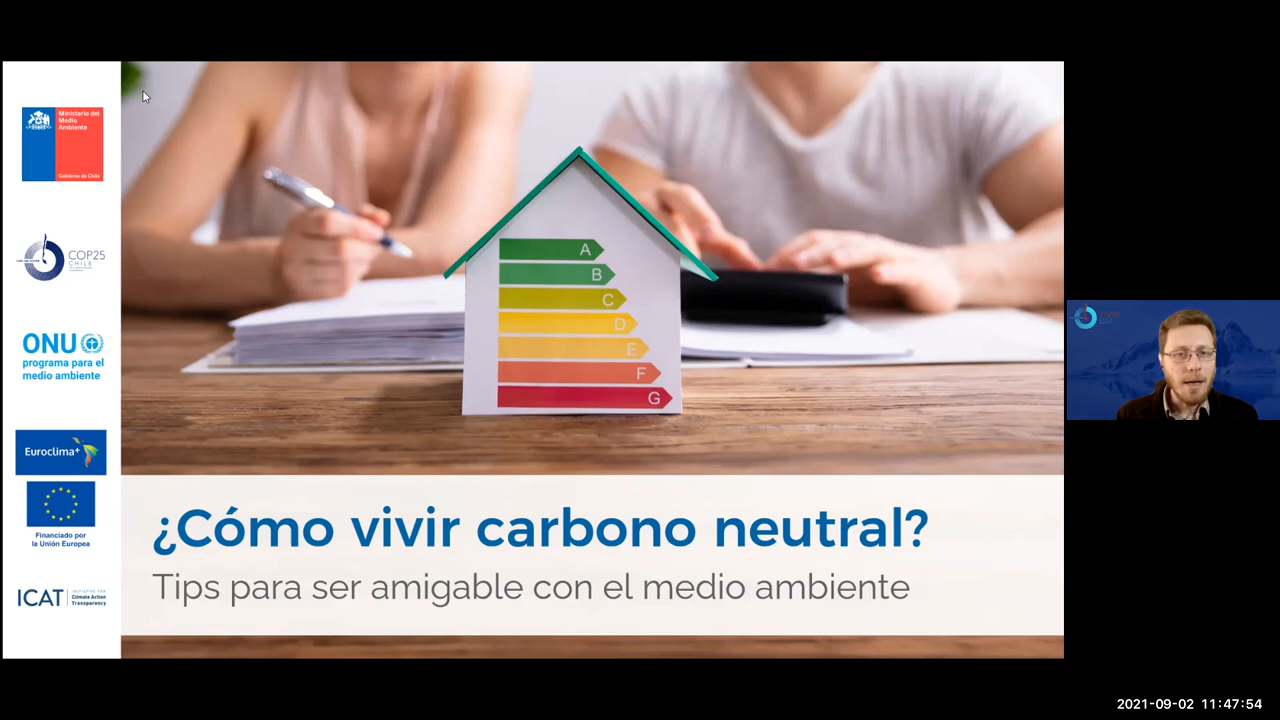 Ministerio del
Medio
Ambiente
Gobierno de Chile
COP25
CHILE
ONU
programa para el
medio ambiente
Euroclima+
Financiado por
la Unión Europea
ICAT
INITIATIVE FOR
Climate Action
Transparency
A
B
C
D
E
F
G
¿Cómo vivir carbono neutral?
Tips para ser amigable con el medio ambiente
2021-09-02 11:47:54